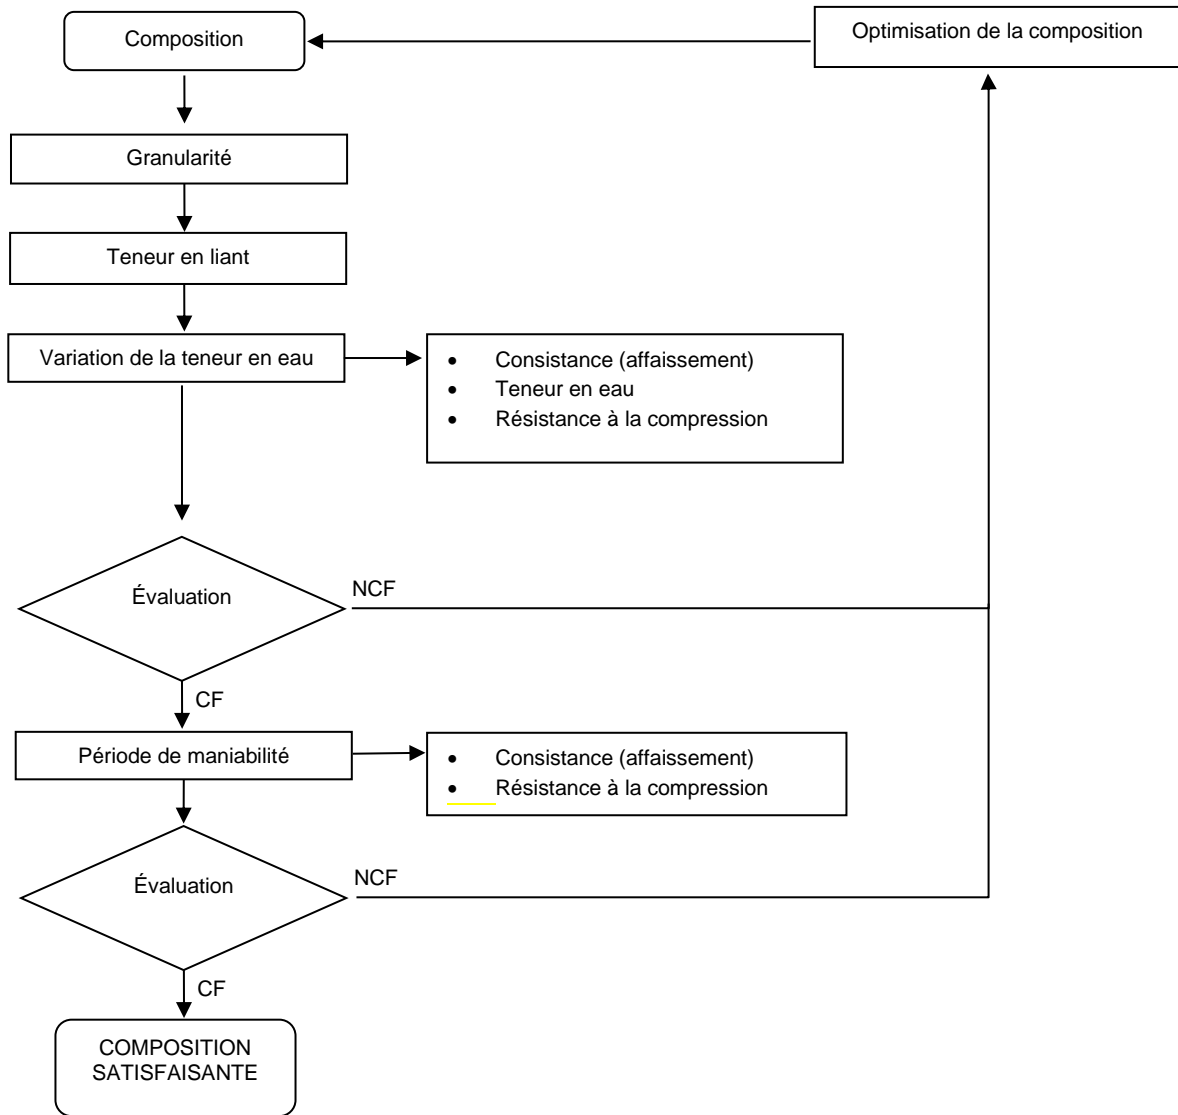 Composition
Optimisation de la composition
Granularité
Teneur en liant
Variation de la teneur en eau
• Consistance (affaissement)
• Teneur en eau
• Résistance à la compression
Évaluation
NCF
CF
Période de maniabilité
• Consistance (affaissement)
• Résistance à la compression
Évaluation
NCF
CF
COMPOSITION
SATISFAISANTE